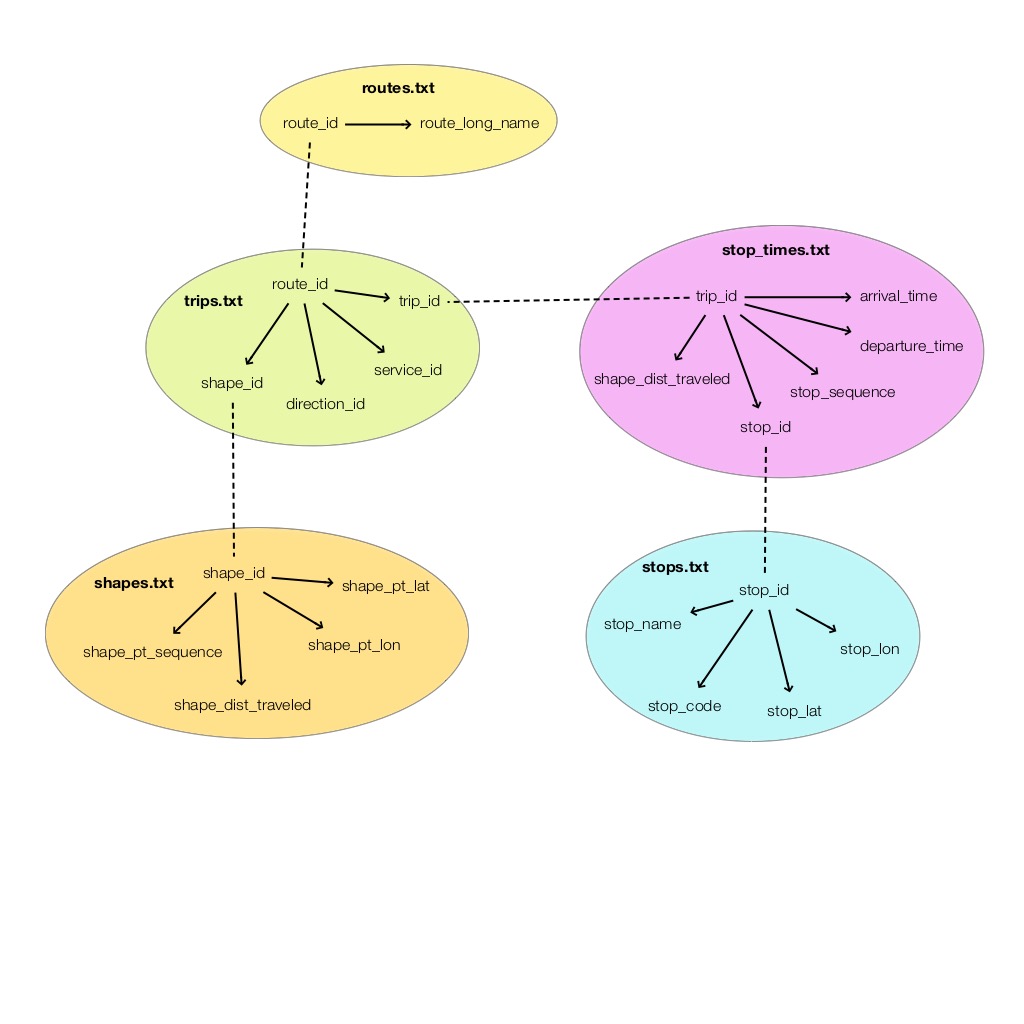 routes.txt
route_id
route_long_name
trips.txt
route_id
trip_id
shape_id
direction_id
service_id
stop_times.txt
trip_id
arrival_time
departure_time
shape_dist_traveled
stop_sequence
stop_id
shapes.txt
shape_id
shape_pt_lat
shape_pt_sequence
shape_pt_lon
shape_dist_traveled
stops.txt
stop_id
stop_name
stop_lon
stop_code
stop_lat